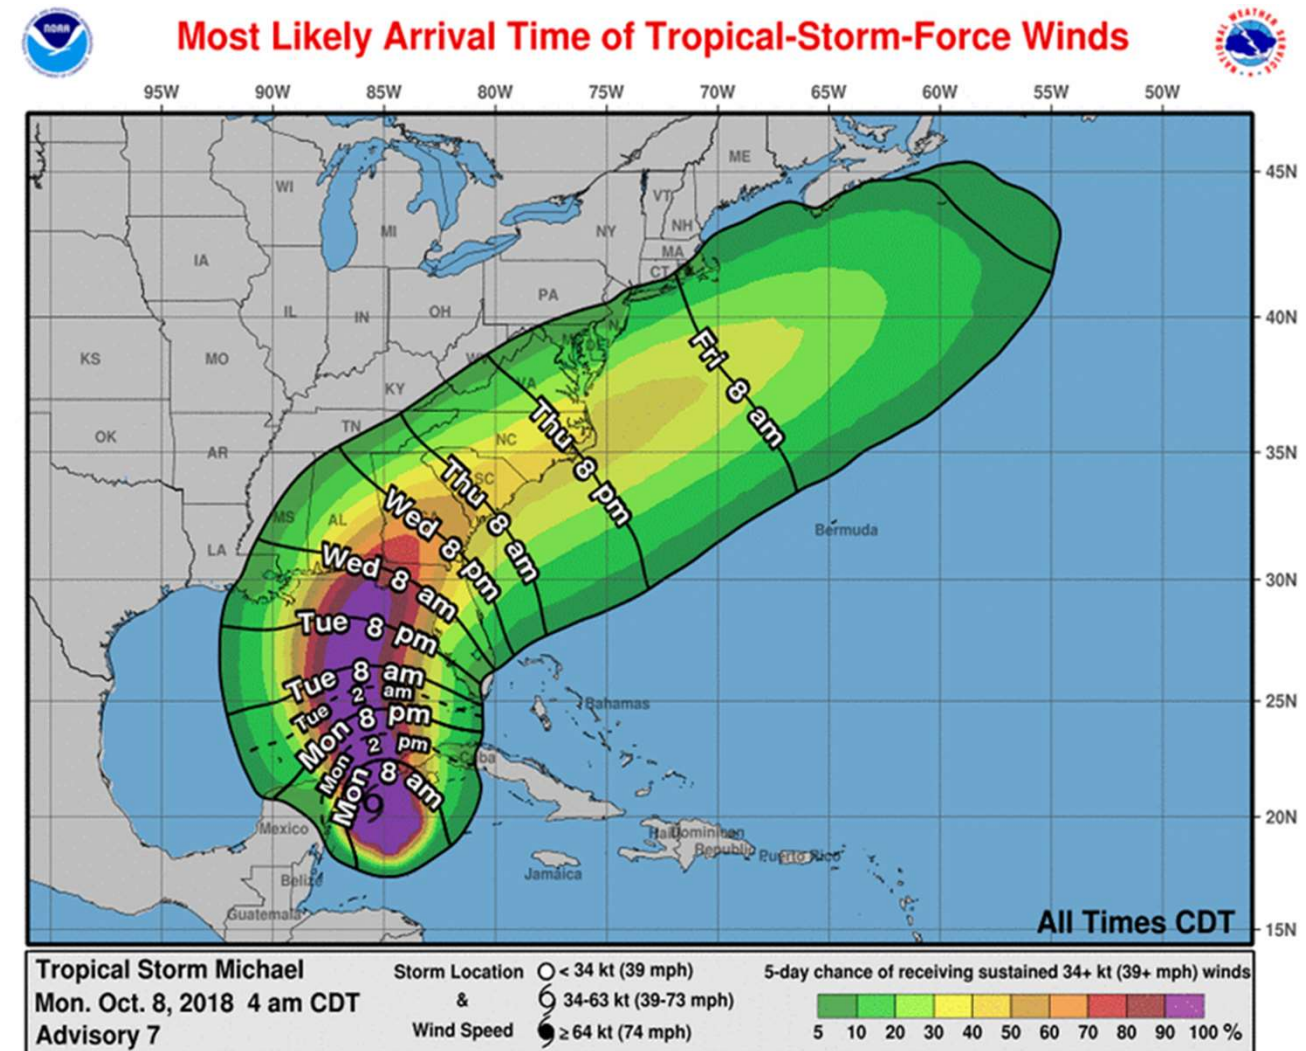 NOAA
Most Likely Arrival Time of Tropical-Storm-Force Winds
NATIONAL WEATHER SERVICE
95W 90W 85W 80W 75W 70W 65W 60W 55W 50W
45N
40N
35N
30N
25N
20N
15N
ME
WI
VT
MI
NY
NH
MA
IA
CT
PA
IL
IN
OH
KS
MO
KY
VA
OK
AR
TN
NC
SC
MS
AL
LA
Bermuda
Bahamas
Cuba
Mexico
Haiti
Dominican
Republic
Puerto Rico
Jamaica
Belize
Guatemala
Fri 8 am
Thu 8 pm
Thu 8 am
Wed 8 pm
Wed 8 am
Tue 8 pm
Tue 8 am
Tue 2 am
Mon 8 pm
Mon 2 pm
Mon 8 am
All Times CDT
Tropical Storm Michael
Mon. Oct. 8, 2018 4 am CDT
Advisory 7
Storm Location
&
Wind Speed
< 34 kt (39 mph)
34-63 kt (39-73 mph)
≥ 64 kt (74 mph)
5-day chance of receiving sustained 34+ kt (39+ mph) winds
5 10 20 30 40 50 60 70 80 90 100 %